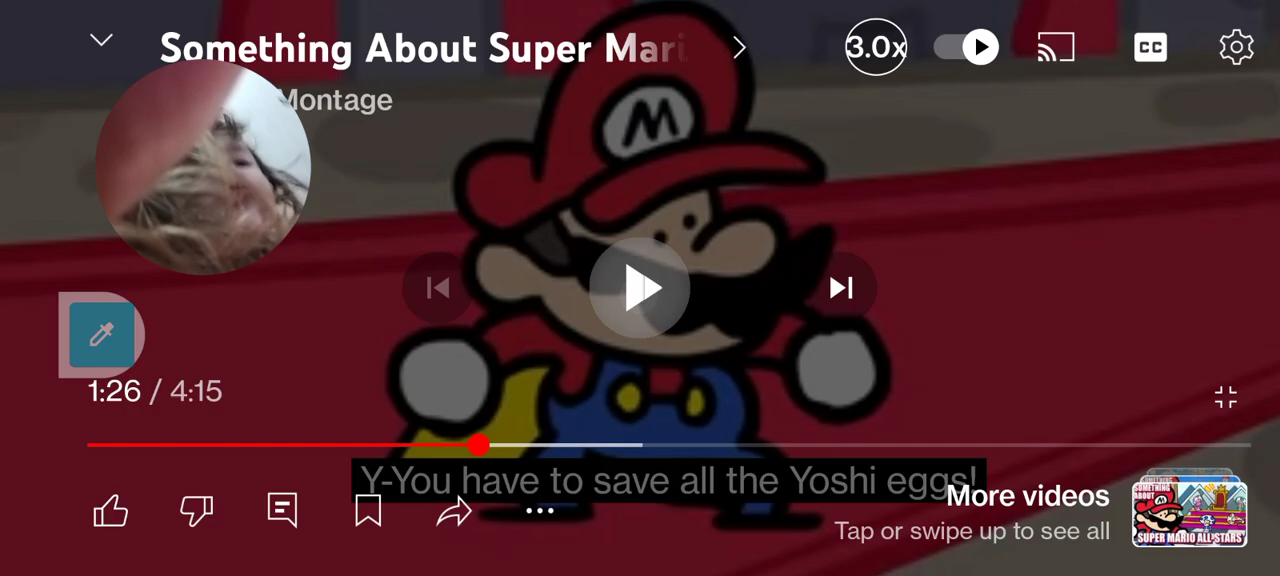 Something About Super Mari
3.0x
CC
Montage
M
1:26 / 4:15
Y-You have to save all the Yoshi eggs!
More videos
Tap or swipe up to see all
SOMETHING
SOMETHING
ABOUT
SUPER MARIO ALL STARS